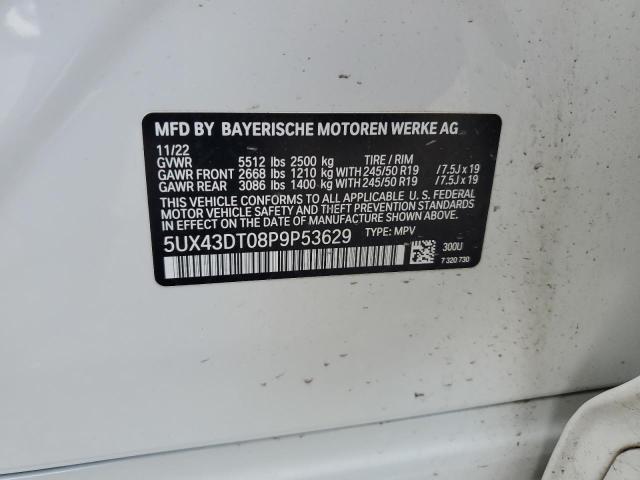 MFD BY BAYERISCHE MOTOREN WERKE AG
11/22
GVWR 5512 lbs 2500 kg TIRE / RIM
GAWR FRONT 2668 lbs 1210 kg WITH 245/50 R19 /7.5J x 19
GAWR REAR 3086 lbs 1400 kg WITH 245/50 R19 /7.5J x 19
THIS VEHICLE CONFORMS TO ALL APPLICABLE U. S. FEDERAL
MOTOR VEHICLE SAFETY AND THEFT PREVENTION STANDARDS
IN EFFECT ON THE DATE OF MANUFACTURE SHOWN ABOVE.
5UX43DT08P9P53629 TYPE: MPV
300U
7 320 730